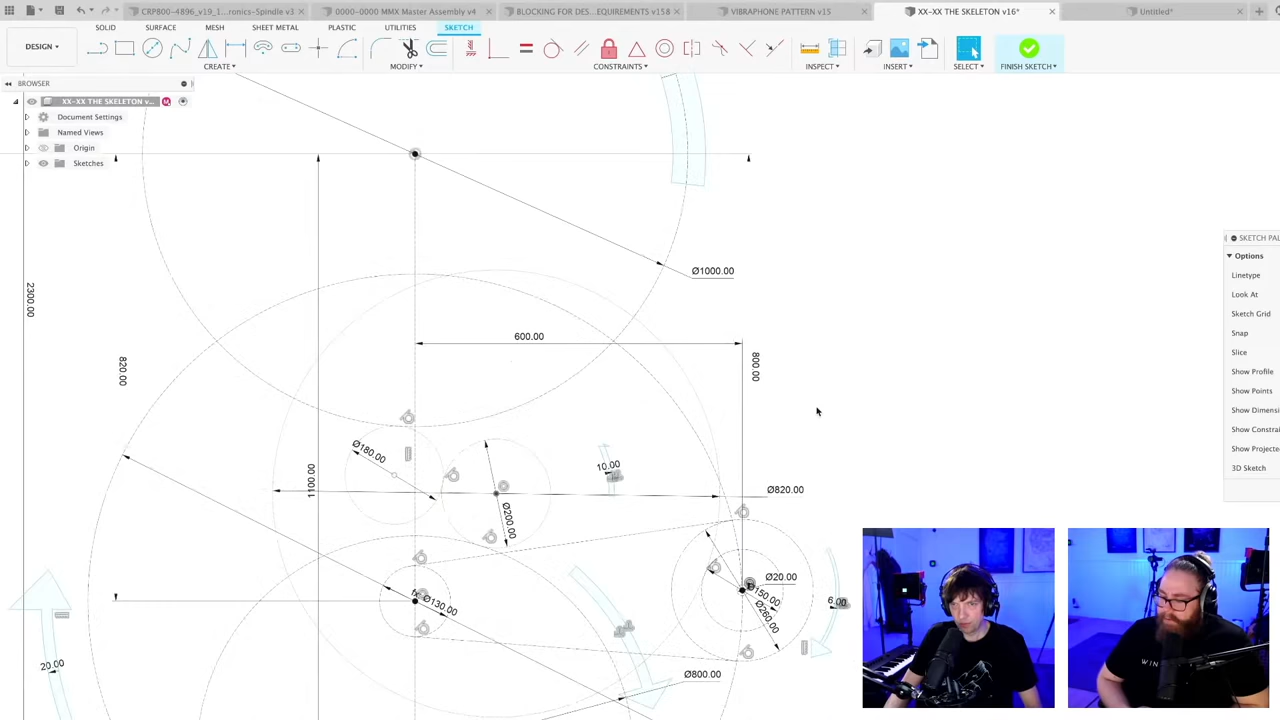 CRP800-4896_v19_1...ronics-Spindle v3
0000-0000 MMX Master Assembly v4
BLOCKING FOR DES...EQUIREMENTS v158
VIBRAPHONE PATTERN v15
XX-XX THE SKELETON v16*
Untitled*
SOLID
SURFACE
MESH
SHEET METAL
PLASTIC
UTILITIES
SKETCH
DESIGN
CREATE
MODIFY
CONSTRAINTS
INSPECT
INSERT
SELECT
FINISH SKETCH
BROWSER
XX-XX THE SKELETON v...
Document Settings
Named Views
Origin
Sketches
SKETCH PAL
Options
Linetype
Look At
Sketch Grid
Snap
Slice
Show Profile
Show Points
Show Dimensi
Show Constrai
Show Projecte
3D Sketch
Ø1000.00
2300.00
600.00
800.00
820.00
Ø180.00
10.00
1100.00
Ø820.00
Ø200.00
Ø20.00
fx: Ø130.00
Ø150.00
Ø260.00
6.00
20.00
Ø800.00
WIN